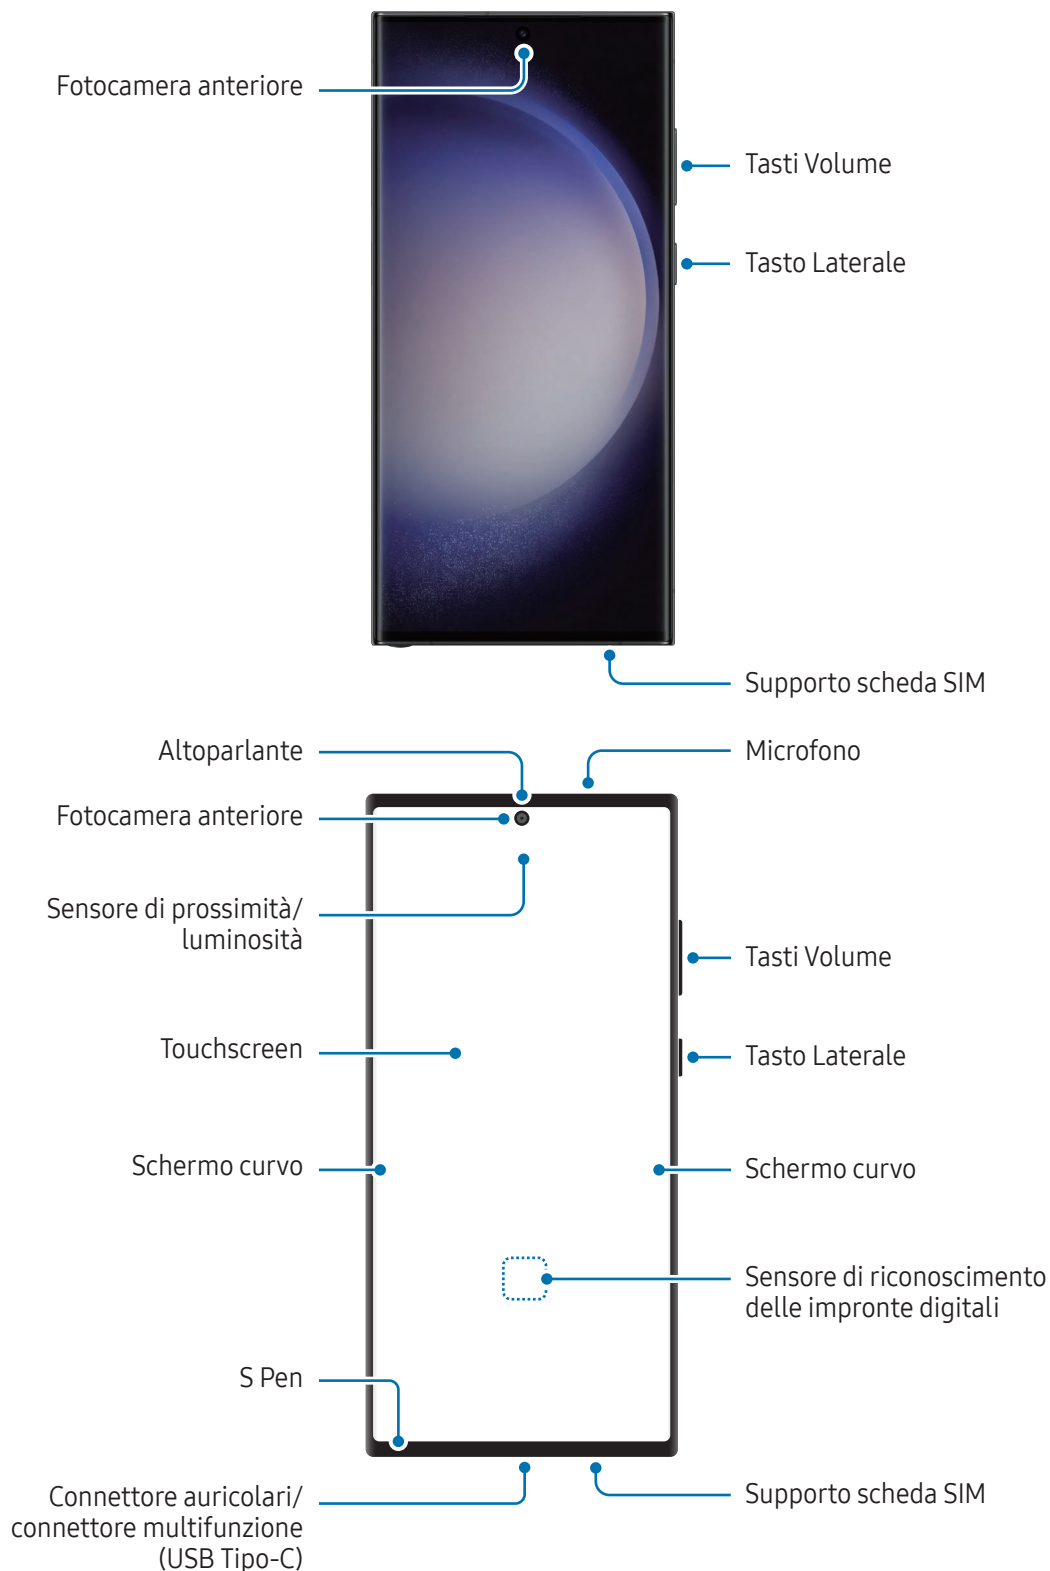 Fotocamera anteriore
Tasti Volume
Tasto Laterale
Supporto scheda SIM
Altoparlante
Microfono
Fotocamera anteriore
Sensore di prossimità/
luminosità
Tasti Volume
Touchscreen
Tasto Laterale
Schermo curvo
Schermo curvo
Sensore di riconoscimento
delle impronte digitali
S Pen
Connettore auricolari/
connettore multifunzione
(USB Tipo-C)
Supporto scheda SIM